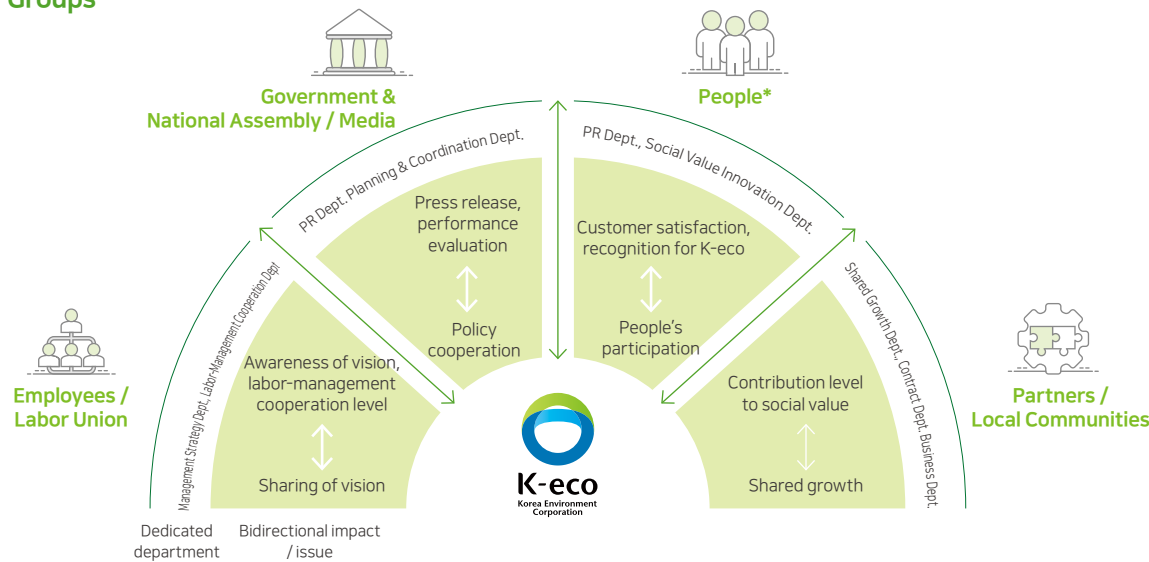 Groups
Government &
National Assembly / Media
People*
PR Dept. Planning & Coordination Dept.
PR Dept., Social Value Innovation Dept.
Press release,
performance
evaluation
Policy
cooperation
Customer satisfaction,
recognition for K-eco
People's
participation
Employees /
Labor Union
Management Strategy Dept., Labor-Management Cooperation Dept
Awareness of vision,
labor-management
cooperation level
Sharing of vision
Shared Growth Dept., Contract Dept. Business Dept.
Contribution level
to social value
Shared growth
Partners /
Local Communities
K-eco
Korea Environment
Corporation
Dedicated
department
Bidirectional impact
/ issue